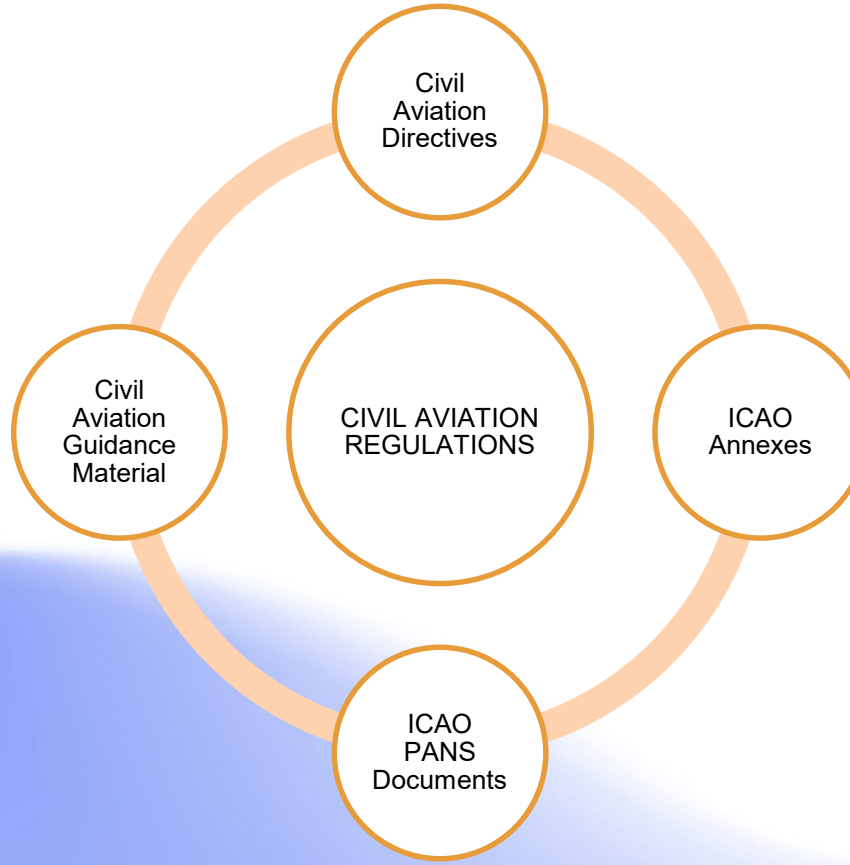 Civil
Aviation
Directives
Civil
Aviation
Guidance
Material
CIVIL AVIATION
REGULATIONS
ICAO
Annexes
ICAO
PANS
Documents